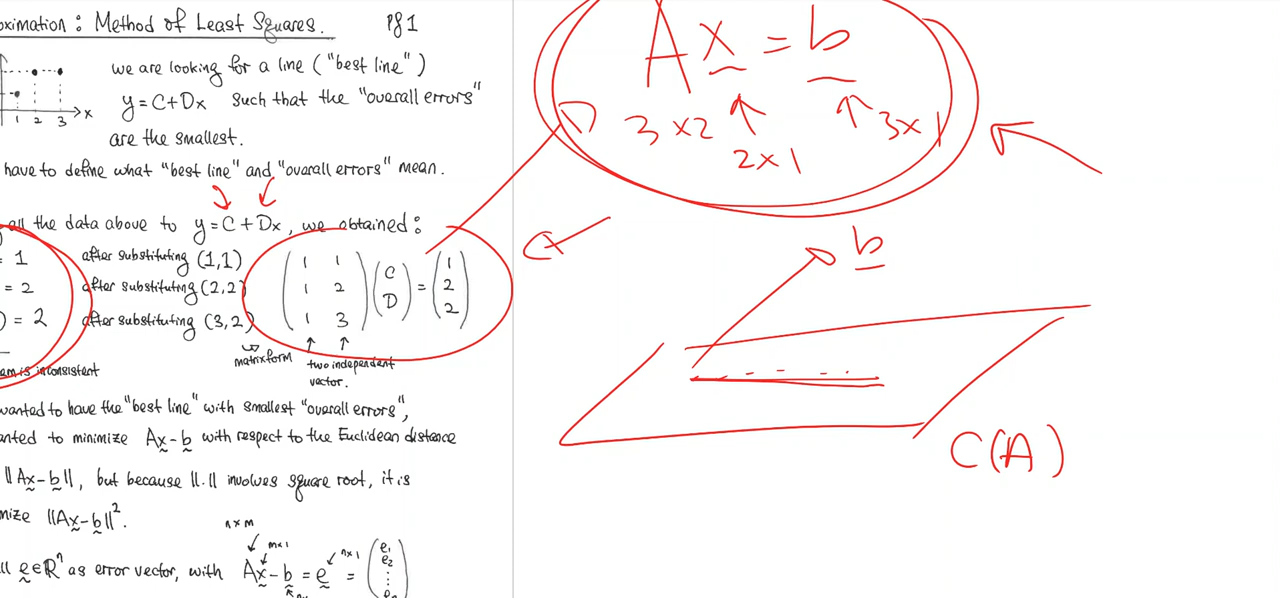 oximation : Method of Least Squares. pg 1
we are looking for a line ("best line")
y = C + Dx such that the "overall errors"
are the smallest.
x
1 2 3
have to define what "best line" and "overall errors" mean.
all the data above to y = C + Dx, we obtained :
= 1 after substituting (1,1)
= 2 after substituting (2,2)
) = 2 after substituting (3,2)
( 1 1 ) ( C ) = ( 1 )
( 1 2 ) ( D ) ( 2 )
( 1 3 ) ( 2 )
matrix form
two independent
vector.
em is inconsistent
wanted to have the "best line" with smallest "overall errors",
anted to minimize Ax - b with respect to the Euclidean distance
||Ax - b||, but because ||.|| involves square root, it is
mize ||Ax - b||².
n×m
m×1
n×1
ll e ∈ ℝⁿ as error vector, with Ax - b = e = ( e₁ e₂ ⋮
A x = b
3 × 2
2 × 1
3 × 1
b
C(A)